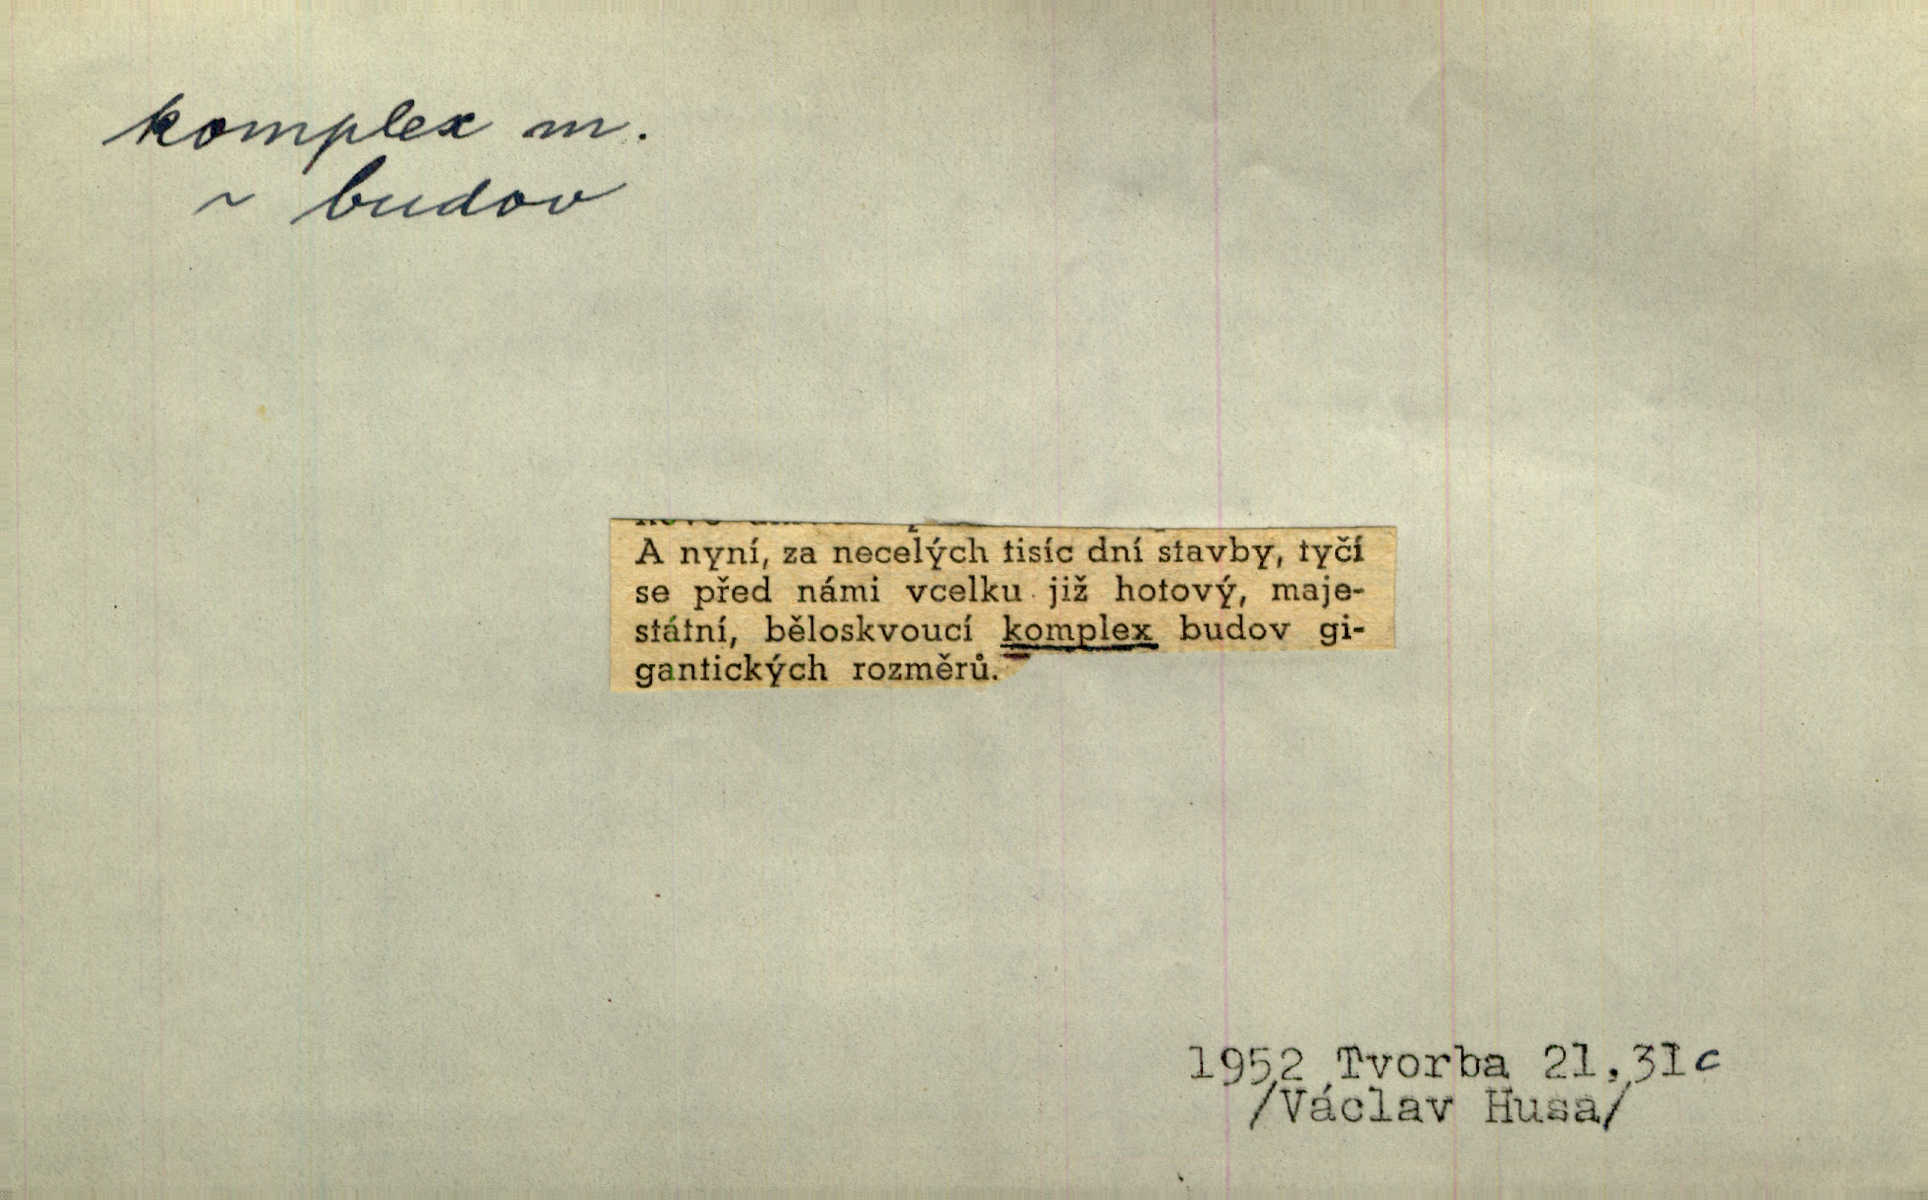 komplex m.
~ budov
A nyní, za necelých tisíc dní stavby, tyčí
se před námi vcelku již hotový, maje-
státní, běloskvoucí komplex budov gi-
gantických rozměrů.
1952 Tvorba 21,31c
/Václav Husa/